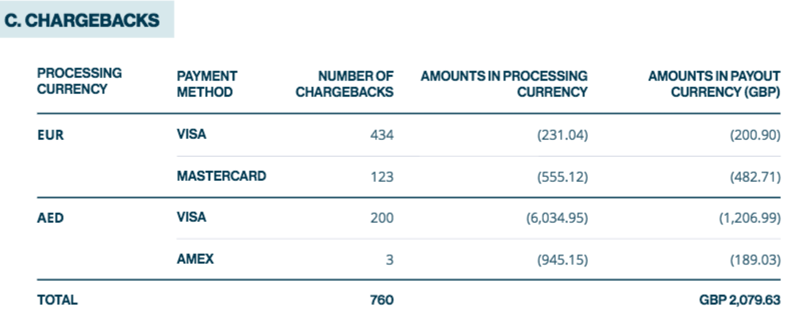 C. CHARGEBACKS
PROCESSING CURRENCY PAYMENT METHOD NUMBER OF CHARGEBACKS AMOUNTS IN PROCESSING CURRENCY AMOUNTS IN PAYOUT CURRENCY (GBP)
EUR VISA 434 (231.04) (200.90)
MASTERCARD 123 (555.12) (482.71)
AED VISA 200 (6,034.95) (1,206.99)
AMEX 3 (945.15) (189.03)
TOTAL 760 GBP 2,079.63